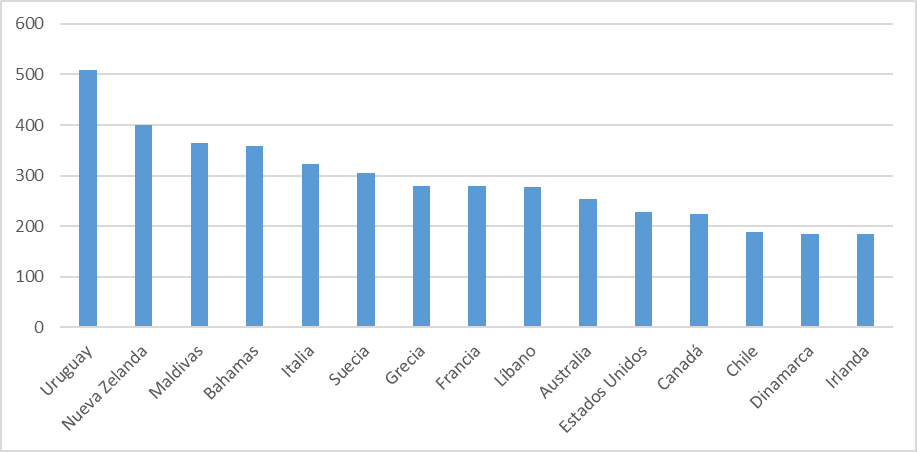 600
500
400
300
200
100
0
Uruguay
Nueva Zelanda
Maldivas
Bahamas
Italia
Suecia
Grecia
Francia
Líbano
Australia
Estados Unidos
Canadá
Chile
Dinamarca
Irlanda